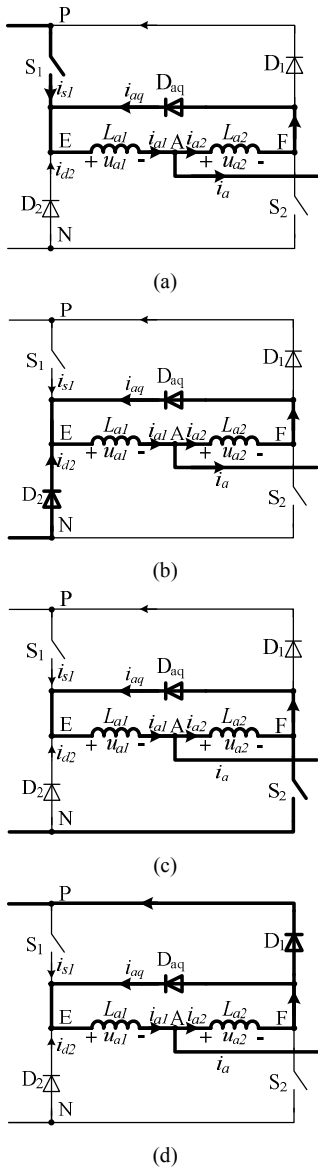 P
S1 D1
is1 iaq Daq
E La1 ia1 A ia2 La2 F
id2 + ua1 - + ua2 -
ia
D2 S2
N
(a)
P
S1 D1
is1 iaq Daq
E La1 ia1 A ia2 La2 F
id2 + ua1 - + ua2 -
ia
D2 S2
N
(b)
P
S1 D1
is1 iaq Daq
E La1 ia1 A ia2 La2 F
id2 + ua1 - + ua2 -
ia
D2 S2
N
(c)
P
S1 D1
is1 iaq Daq
E La1 ia1 A ia2 La2 F
id2 + ua1 - + ua2 -
ia
D2 S2
N
(d)